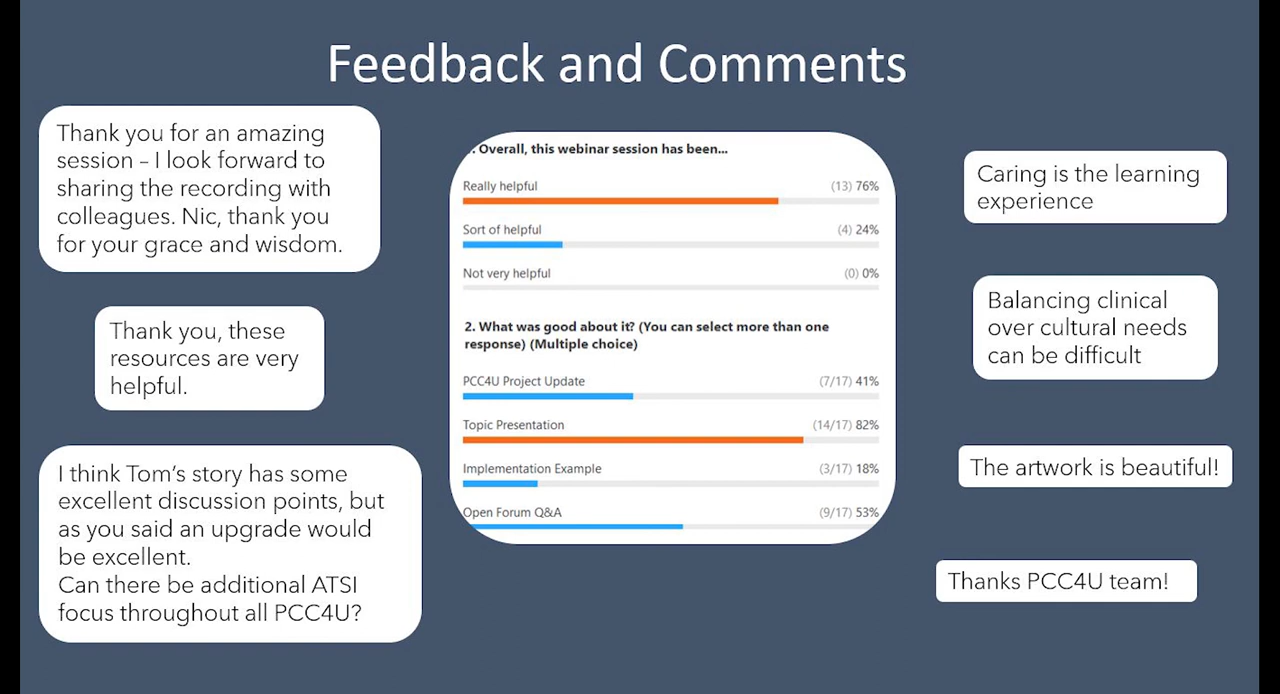 Feedback and Comments
Thank you for an amazing
session – I look forward to
sharing the recording with
colleagues. Nic, thank you
for your grace and wisdom.
Thank you, these
resources are very
helpful.
I think Tom’s story has some
excellent discussion points, but
as you said an upgrade would
be excellent.
Can there be additional ATSI
focus throughout all PCC4U?
. Overall, this webinar session has been...
Really helpful (13) 76%
Sort of helpful (4) 24%
Not very helpful (0) 0%
2. What was good about it? (You can select more than one
response) (Multiple choice)
PCC4U Project Update (7/17) 41%
Topic Presentation (14/17) 82%
Implementation Example (3/17) 18%
Open Forum Q&A (9/17) 53%
Caring is the learning
experience
Balancing clinical
over cultural needs
can be difficult
The artwork is beautiful!
Thanks PCC4U team!